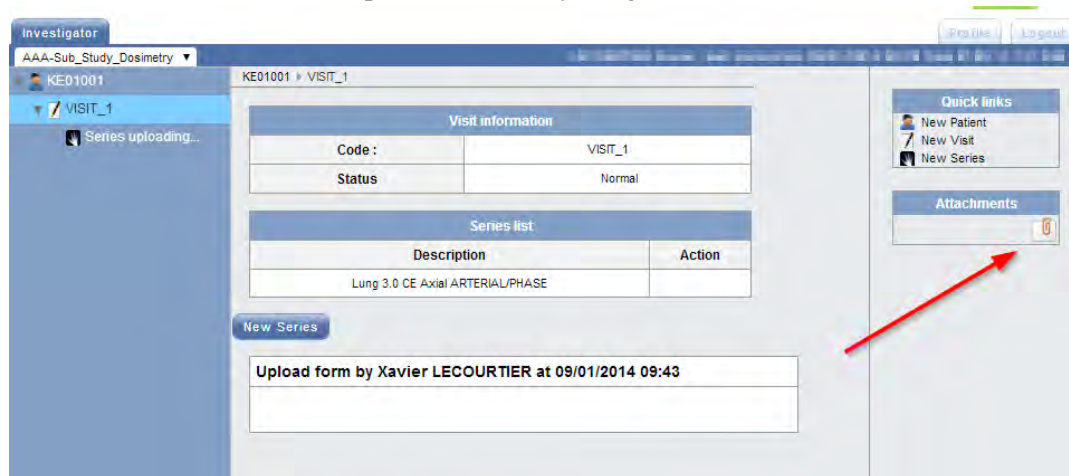 Investigator
Profile
Logout
AAA-Sub_Study_Dosimetry ▼
KE01001
KE01001 ▸ VISIT_1
VISIT_1
Series uploading...
Visit information
Code : VISIT_1
Status Normal
Series list
Description Action
Lung 3.0 CE Axial ARTERIAL/PHASE
New Series
Upload form by Xavier LECOURTIER at 09/01/2014 09:43
Quick links
New Patient
New Visit
New Series
Attachments